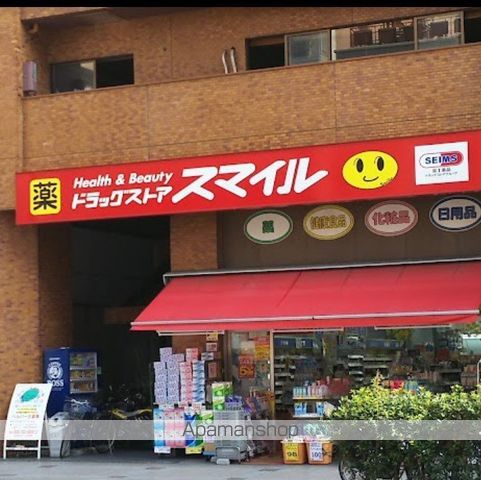 薬
Health & Beauty
ドラッグストア スマイル
SEIMS
薬
健康食品
化粧品
日用品
BOSS
Apamanshop